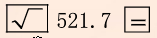 √ 521.7 =